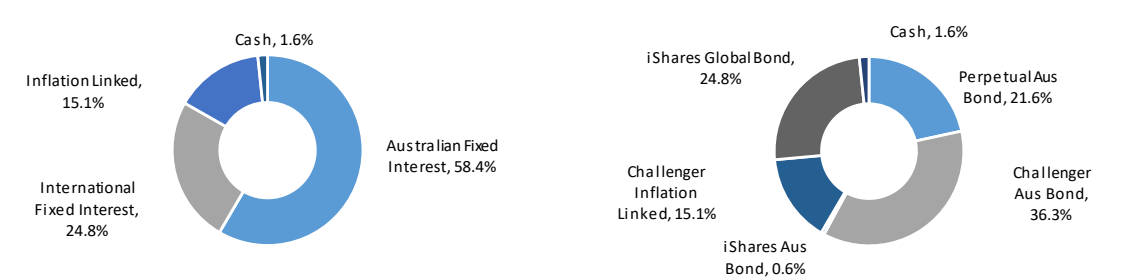 Cash, 1.6%
Inflation Linked,
15.1%
Australian Fixed
Interest, 58.4%
International
Fixed Interest,
24.8%
Cash, 1.6%
iShares Global Bond,
24.8%
Perpetual Aus
Bond, 21.6%
Challenger
Aus Bond,
36.3%
Challenger
Inflation
Linked, 15.1%
iShares Aus
Bond, 0.6%